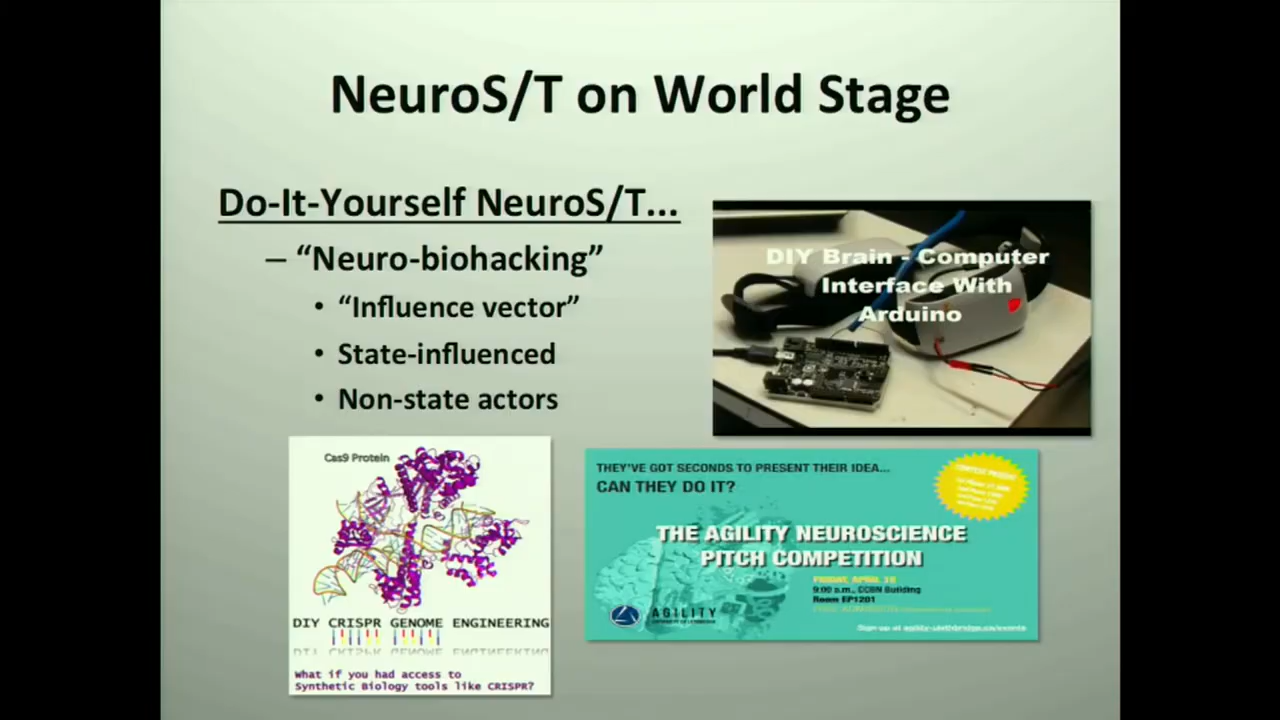 NeuroS/T on World Stage
Do-It-Yourself NeuroS/T...
– “Neuro-biohacking”
• “Influence vector”
• State-influenced
• Non-state actors
DIY Brain - Computer
Interface With
Arduino
Cas9 Protein
DIY CRISPR GENOME ENGINEERING
What if you had access to
Synthetic Biology tools like CRISPR?
THEY'VE GOT SECONDS TO PRESENT THEIR IDEA...
CAN THEY DO IT?
THE AGILITY NEUROSCIENCE
PITCH COMPETITION
9:00 a.m., CCBN Building
Room EP1201
AGILITY